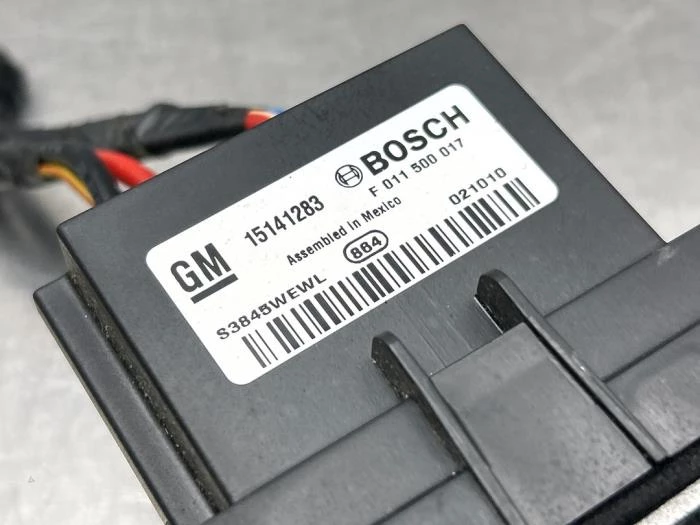 GM 15141283 BOSCH
Assembled in Mexico F 011 500 017
884
S3845WEWL 021010